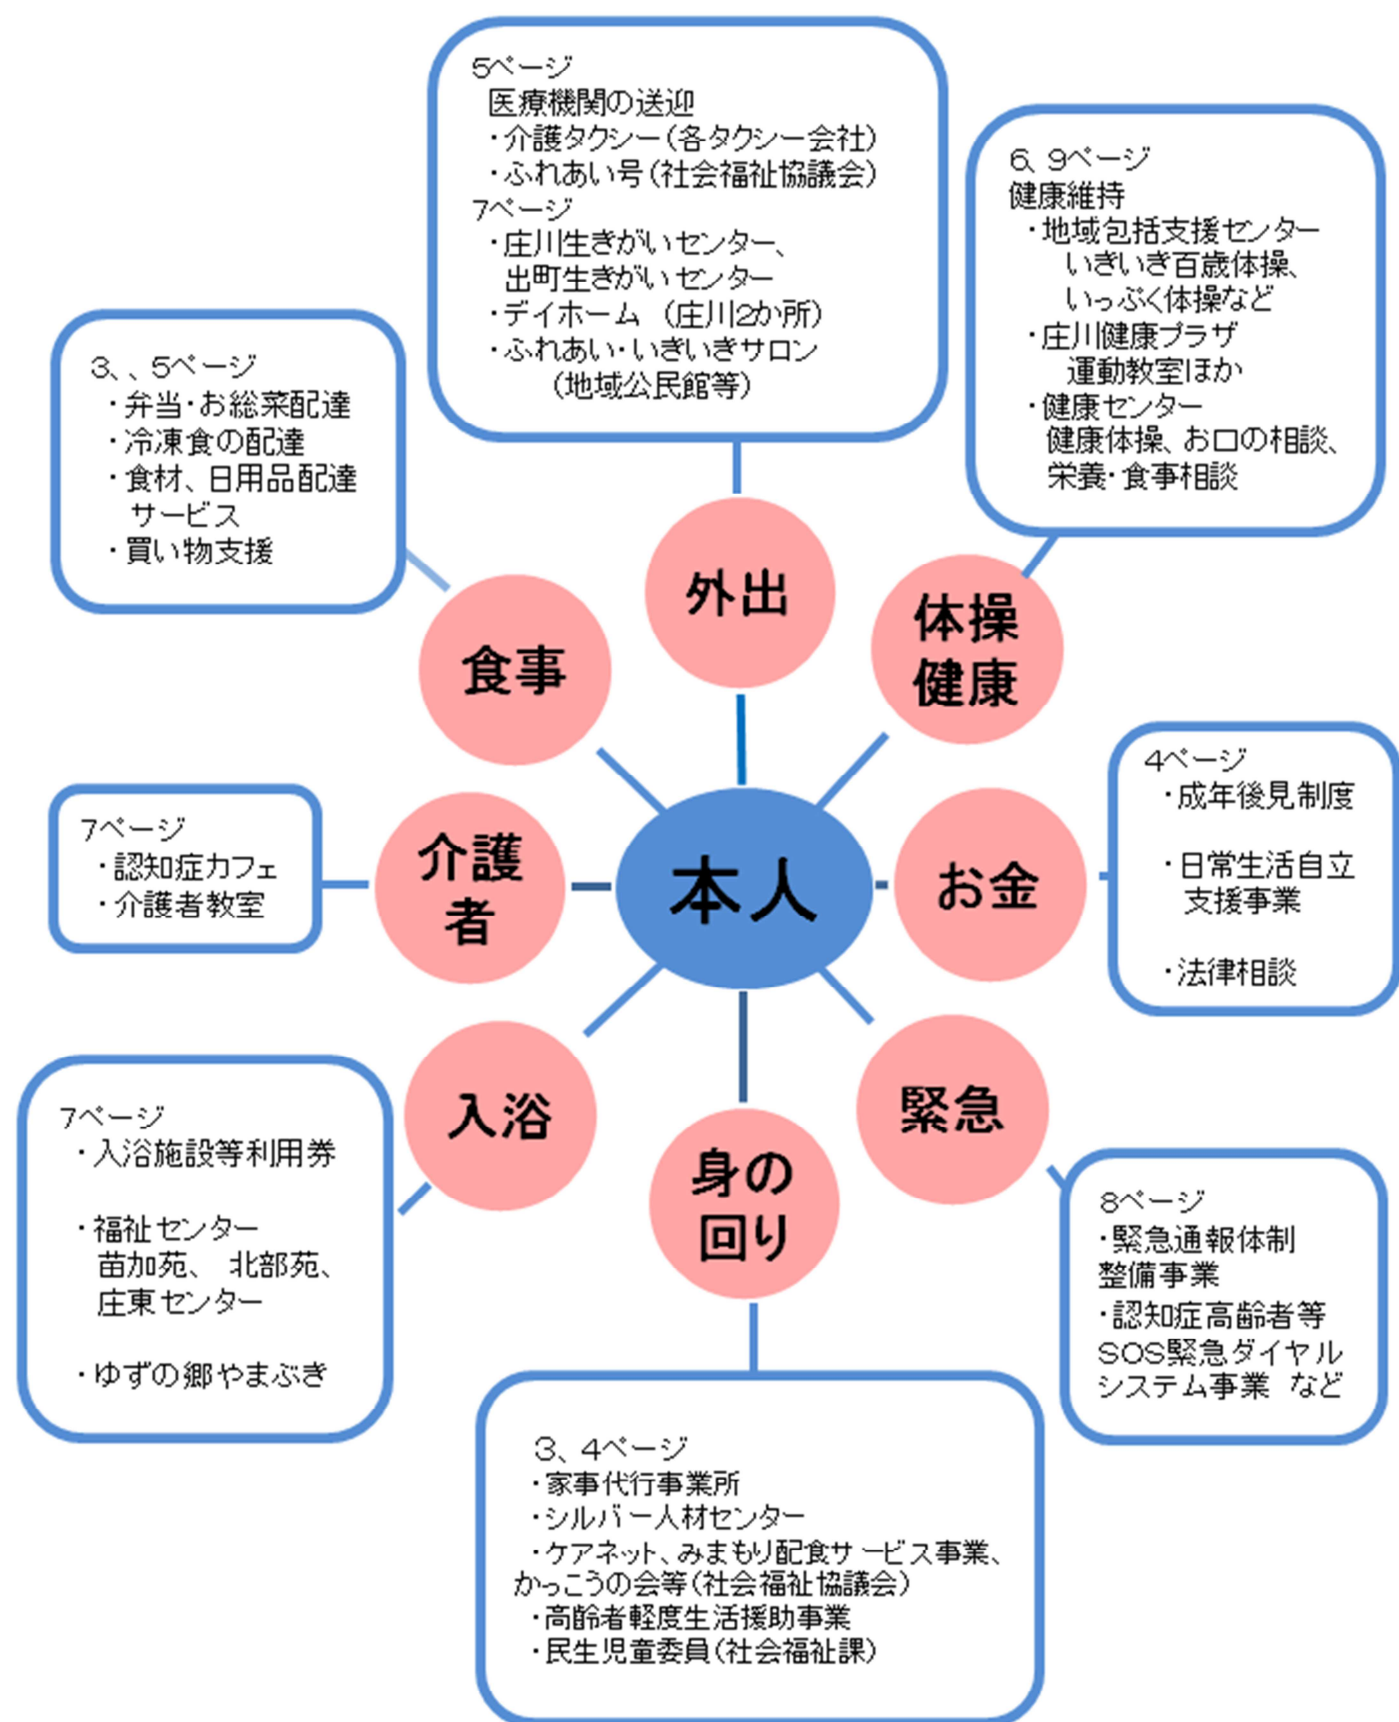 5ページ
医療機関の送迎
・介護タクシー(各タクシー会社)
・ふれあい号(社会福祉協議会)
7ページ
・庄川生きがいセンター、
出町生きがいセンター
・デイホーム (庄川2か所)
・ふれあい・いきいきサロン
(地域公民館等)
6、9ページ
健康維持
・地域包括支援センター
いきいき百歳体操、
いっぷく体操など
・庄川健康プラザ
運動教室ほか
・健康センター
健康体操、お口の相談、
栄養・食事相談
3、、5ページ
・弁当・お総菜配達
・冷凍食の配達
・食材、日用品配達
サービス
・買い物支援
外出
体操
健康
食事
4ページ
・成年後見制度
・日常生活自立
支援事業
・法律相談
7ページ
・認知症カフェ
・介護者教室
介護
者
本人
お金
入浴
緊急
身の
回り
7ページ
・入浴施設等利用券
・福祉センター
苗加苑、 北部苑、
庄東センター
・ゆずの郷やまぶき
8ページ
・緊急通報体制
整備事業
・認知症高齢者等
SOS緊急ダイヤル
システム事業 など
3、4ページ
・家事代行事業所
・シルバー人材センター
・ケアネット、みまもり配食サービス事業、
かっこうの会等(社会福祉協議会)
・高齢者軽度生活援助事業
・民生児童委員(社会福祉課)